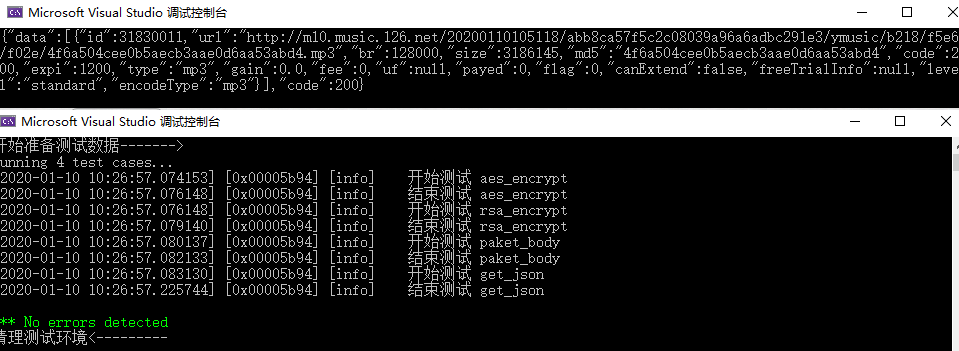 Microsoft Visual Studio 调试控制台
{"data":[{"id":31830011,"url":"http://m10.music.126.net/20200110105118/abb8ca57f5c2c08039a96a6adbc291e3/ymusic/b218/f5e6
/f02e/4f6a504cee0b5aecb3aae0d6aa53abd4.mp3","br":128000,"size":3186145,"md5":"4f6a504cee0b5aecb3aae0d6aa53abd4","code":2
00,"expi":1200,"type":"mp3","gain":0.0,"fee":0,"uf":null,"payed":0,"flag":0,"canExtend":false,"freeTrialInfo":null,"leve
l":"standard","encodeType":"mp3"}],"code":200}
Microsoft Visual Studio 调试控制台
开始准备测试数据------->
unning 4 test cases...
2020-01-10 10:26:57.074153] [0x00005b94] [info] 开始测试 aes_encrypt
2020-01-10 10:26:57.076148] [0x00005b94] [info] 结束测试 aes_encrypt
2020-01-10 10:26:57.076148] [0x00005b94] [info] 开始测试 rsa_encrypt
2020-01-10 10:26:57.079140] [0x00005b94] [info] 结束测试 rsa_encrypt
2020-01-10 10:26:57.080137] [0x00005b94] [info] 开始测试 paket_body
2020-01-10 10:26:57.082133] [0x00005b94] [info] 结束测试 paket_body
2020-01-10 10:26:57.083130] [0x00005b94] [info] 开始测试 get_json
2020-01-10 10:26:57.225744] [0x00005b94] [info] 结束测试 get_json
** No errors detected
清理测试环境<---------